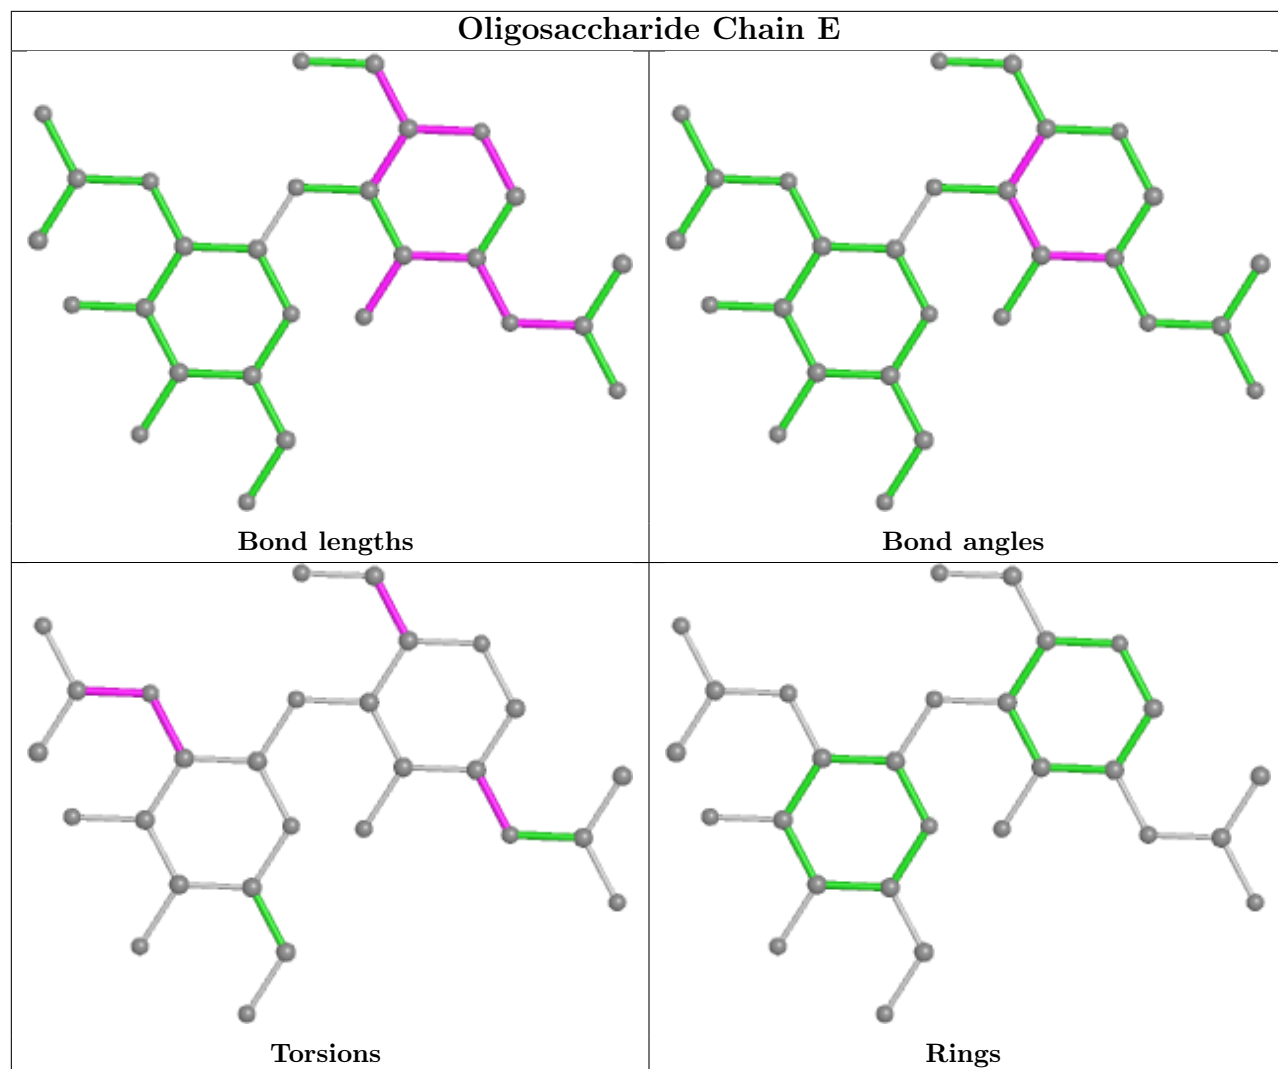 Oligosaccharide Chain E
Bond lengths
Bond angles
Torsions
Rings